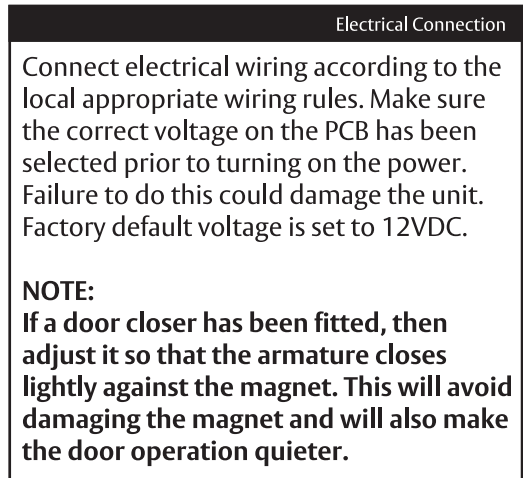 Electrical Connection
Connect electrical wiring according to the
local appropriate wiring rules. Make sure
the correct voltage on the PCB has been
selected prior to turning on the power.
Failure to do this could damage the unit.
Factory default voltage is set to 12VDC.
NOTE:
If a door closer has been fitted, then
adjust it so that the armature closes
lightly against the magnet. This will avoid
damaging the magnet and will also make
the door operation quieter.